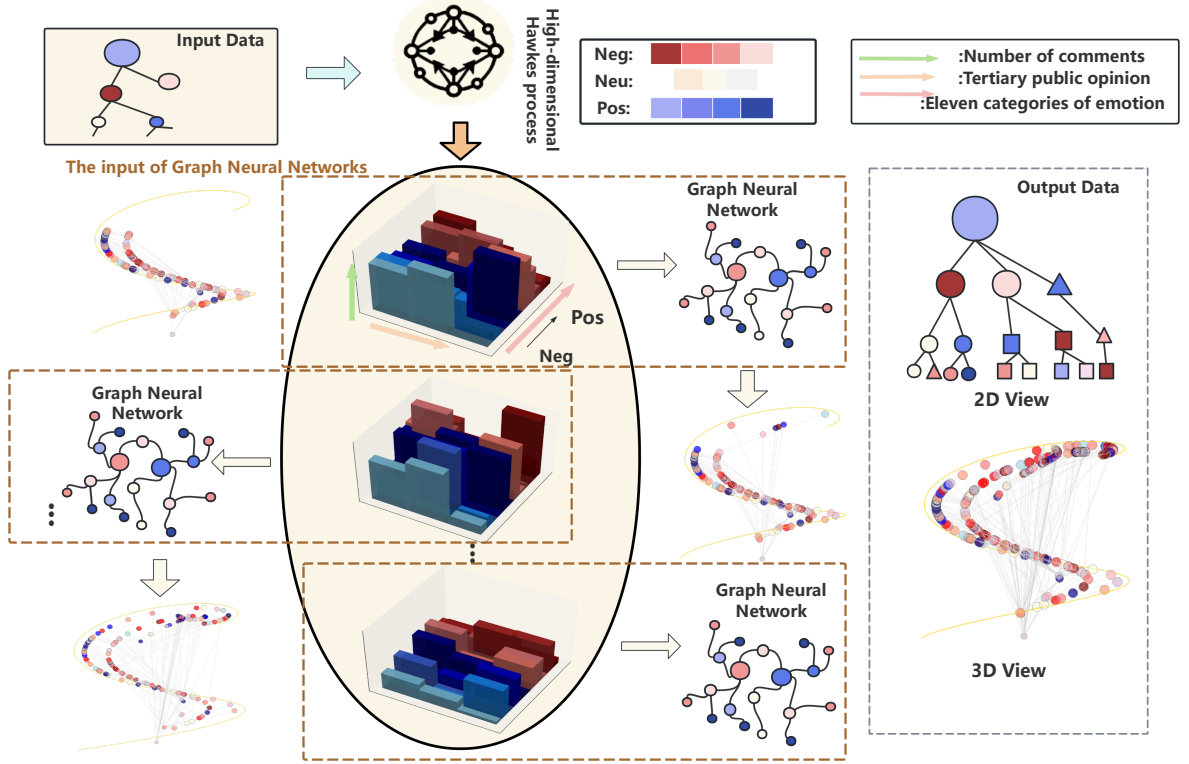 Input Data
High-dimensional
Hawkes process
Neg:
Neu:
Pos:
:Number of comments
:Tertiary public opinion
:Eleven categories of emotion
The input of Graph Neural Networks
Graph Neural
Network
Pos
Neg
Output Data
2D View
Graph Neural
Network
Graph Neural
Network
3D View